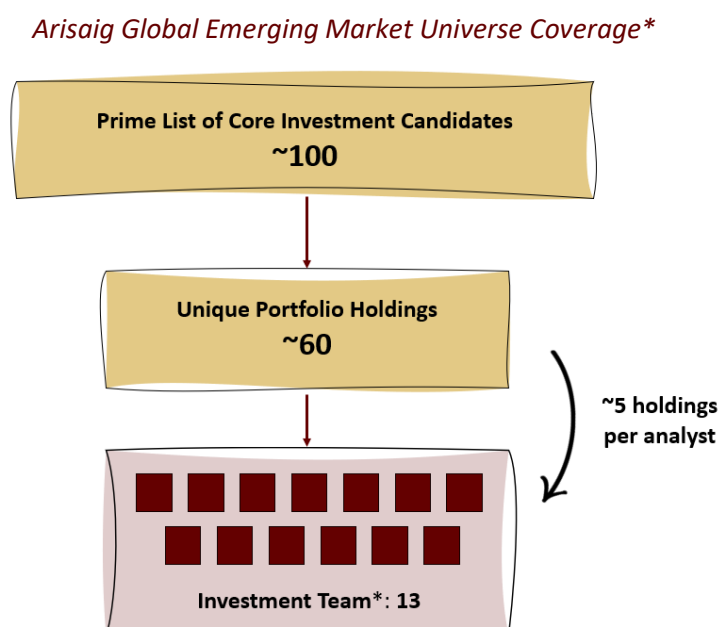 Arisaig Global Emerging Market Universe Coverage*
Prime List of Core Investment Candidates
~100
Unique Portfolio Holdings
~60
~5 holdings
per analyst
Investment Team*: 13